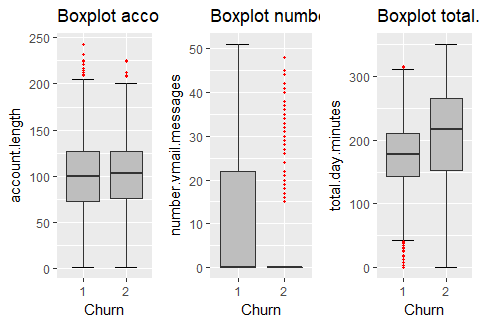 Boxplot acco
account.length
250
200
150
100
50
0
1 2
Churn
Boxplot numbe
number.vmail.messages
50
40
30
20
10
0
1 2
Churn
Boxplot total.
total.day.minutes
300
200
100
0
1 2
Churn